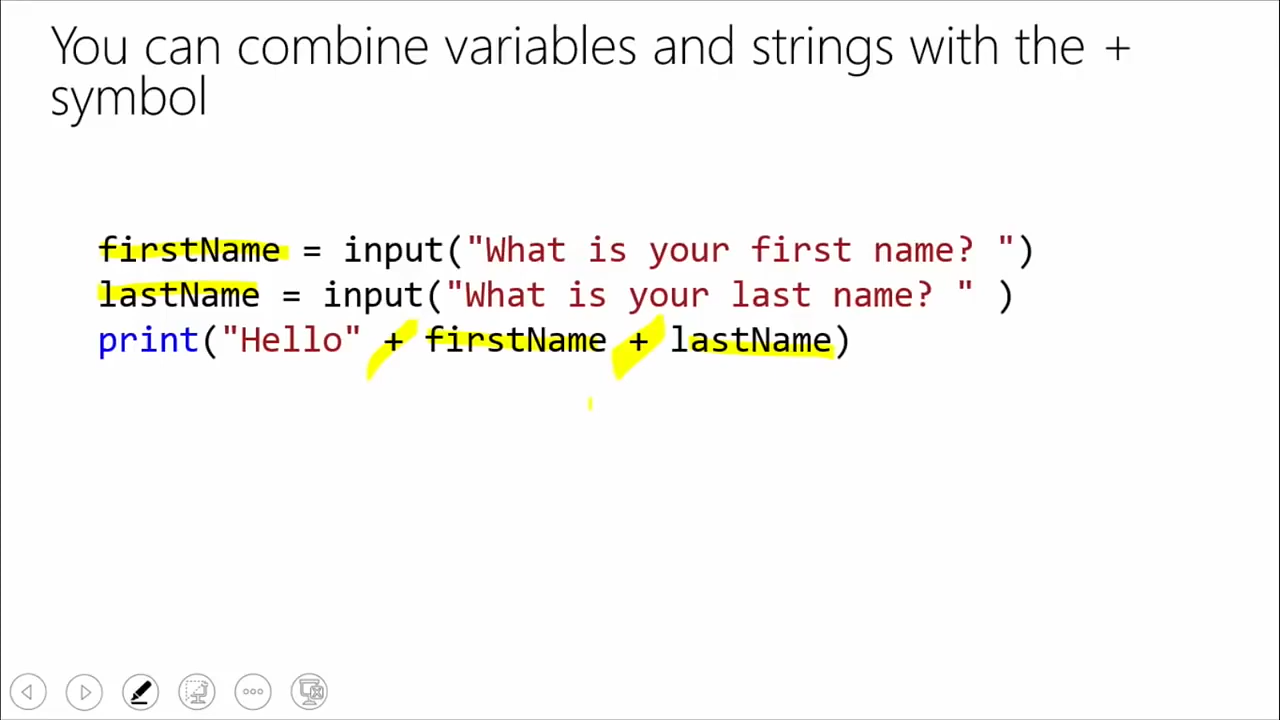 You can combine variables and strings with the +
symbol
firstName = input("What is your first name? ")
lastName = input("What is your last name? " )
print("Hello" + firstName + lastName)